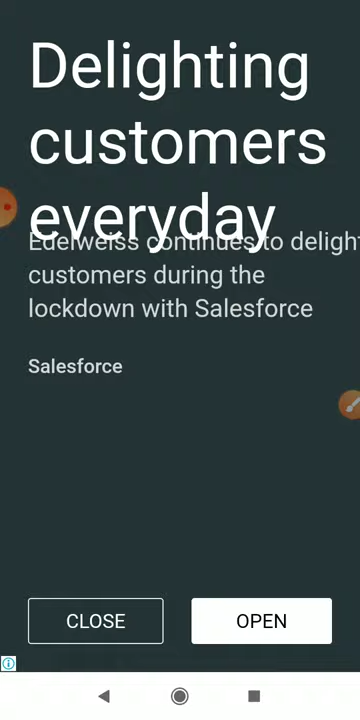 Delighting
customers
everyday
Edelweiss continues to delight
customers during the
lockdown with Salesforce
Salesforce
CLOSE
OPEN